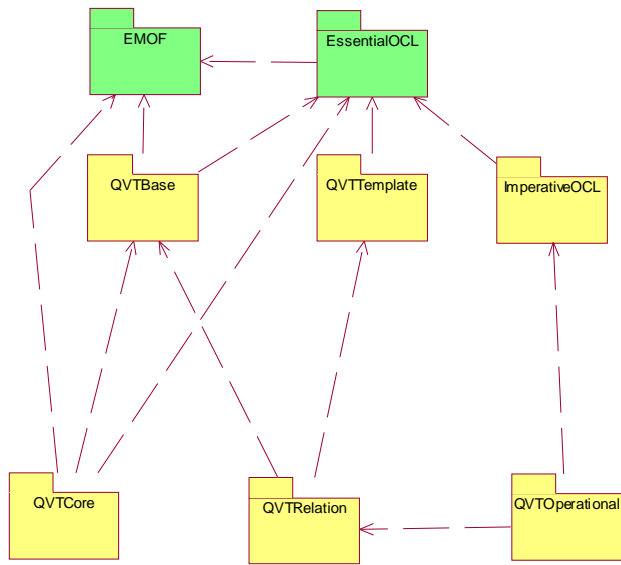 EMOF
EssentialOCL
QVTBase
QVTTemplate
ImperativeOCL
QVTCore
QVTRelation
QVTOperational